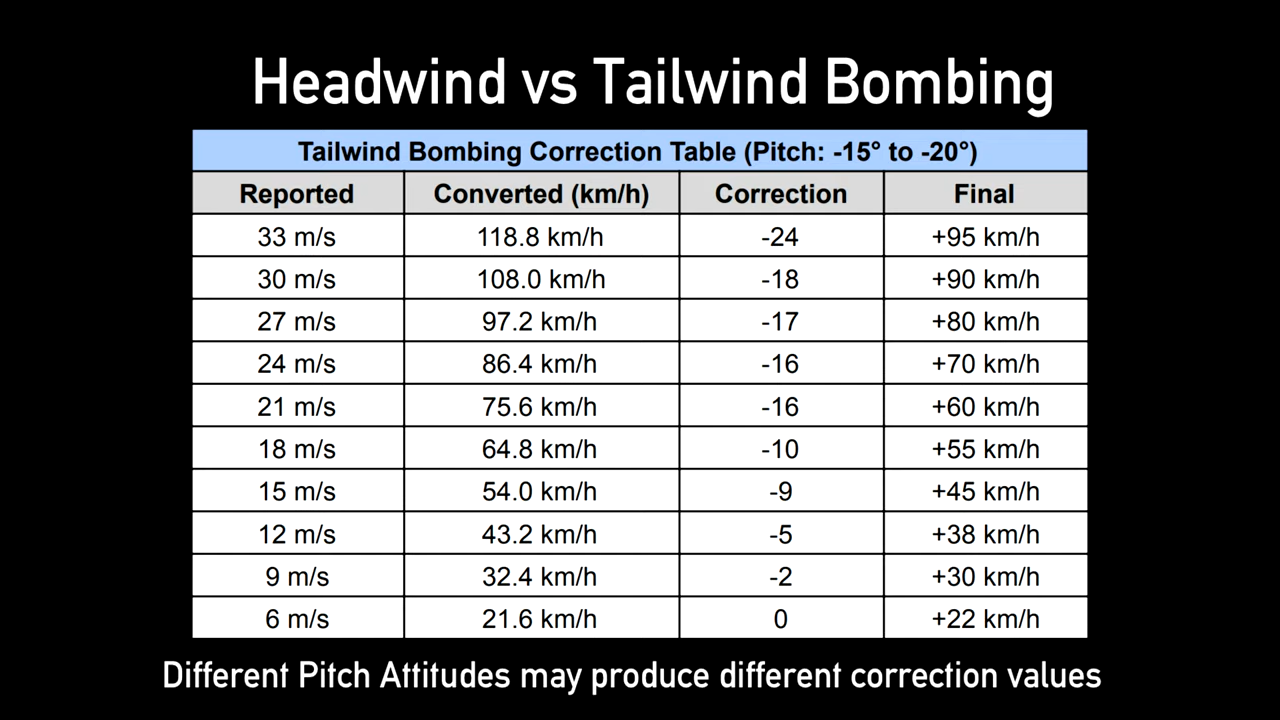 Headwind vs Tailwind Bombing
Tailwind Bombing Correction Table (Pitch: -15° to -20°)
Reported Converted (km/h) Correction Final
33 m/s 118.8 km/h -24 +95 km/h
30 m/s 108.0 km/h -18 +90 km/h
27 m/s 97.2 km/h -17 +80 km/h
24 m/s 86.4 km/h -16 +70 km/h
21 m/s 75.6 km/h -16 +60 km/h
18 m/s 64.8 km/h -10 +55 km/h
15 m/s 54.0 km/h -9 +45 km/h
12 m/s 43.2 km/h -5 +38 km/h
9 m/s 32.4 km/h -2 +30 km/h
6 m/s 21.6 km/h 0 +22 km/h
Different Pitch Attitudes may produce different correction values